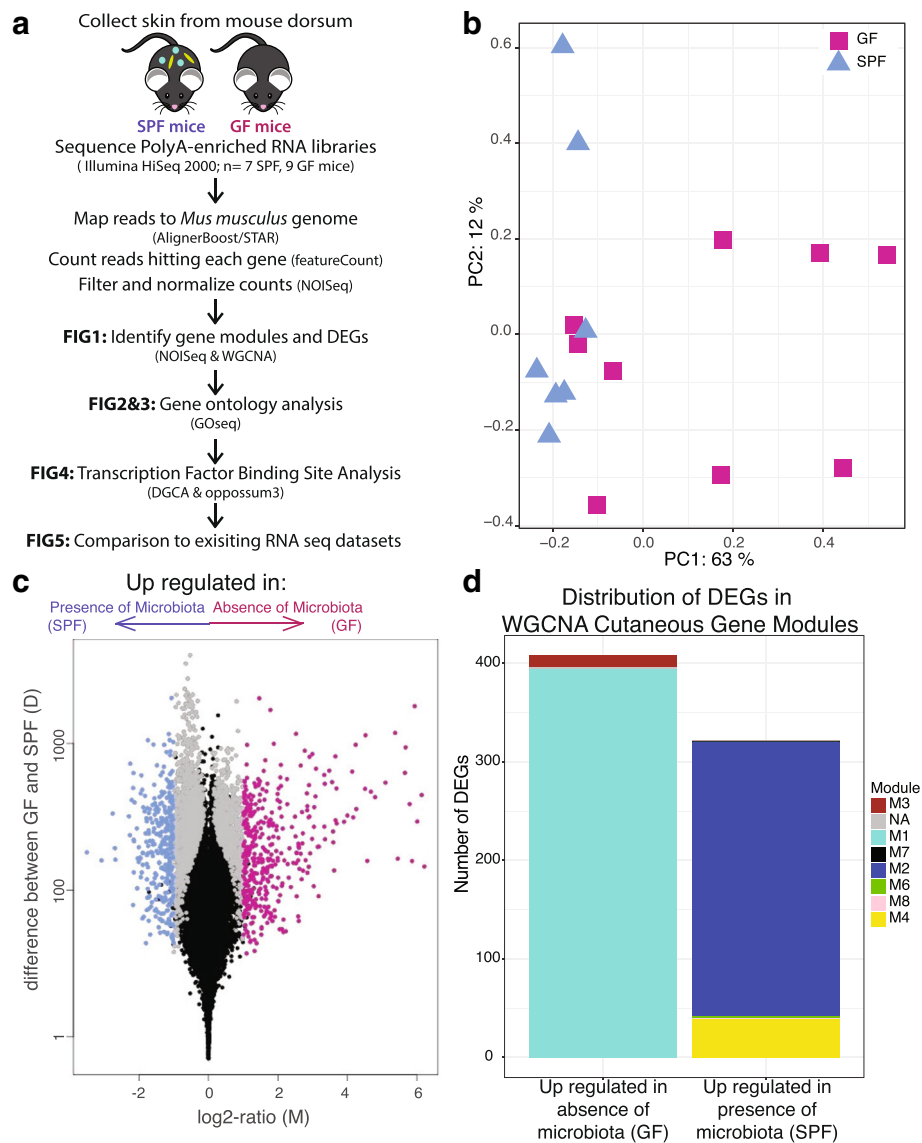 a
Collect skin from mouse dorsum
SPF mice
GF mice
Sequence PolyA-enriched RNA libraries
( Illumina HiSeq 2000; n= 7 SPF, 9 GF mice)
Map reads to Mus musculus genome
(AlignerBoost/STAR)
Count reads hitting each gene (featureCount)
Filter and normalize counts (NOISeq)
FIG1: Identify gene modules and DEGs
(NOISeq & WGCNA)
FIG2&3: Gene ontology analysis
(GOseq)
FIG4: Transcription Factor Binding Site Analysis
(DGCA & oppossum3)
FIG5: Comparison to exisiting RNA seq datasets
b
GF
SPF
PC2: 12 %
0.6
0.4
0.2
0.0
−0.2
−0.4
−0.2
0.0
0.2
0.4
PC1: 63 %
c
Up regulated in:
Presence of Microbiota
(SPF)
Absence of Microbiota
(GF)
difference between GF and SPF (D)
1000
100
1
-2
0
2
4
6
log2-ratio (M)
d
Distribution of DEGs in
WGCNA Cutaneous Gene Modules
Number of DEGs
400
300
200
100
0
Up regulated in
absence of
microbiota (GF)
Up regulated in
presence of
microbiota (SPF)
Module
M3
NA
M1
M7
M2
M6
M8
M4